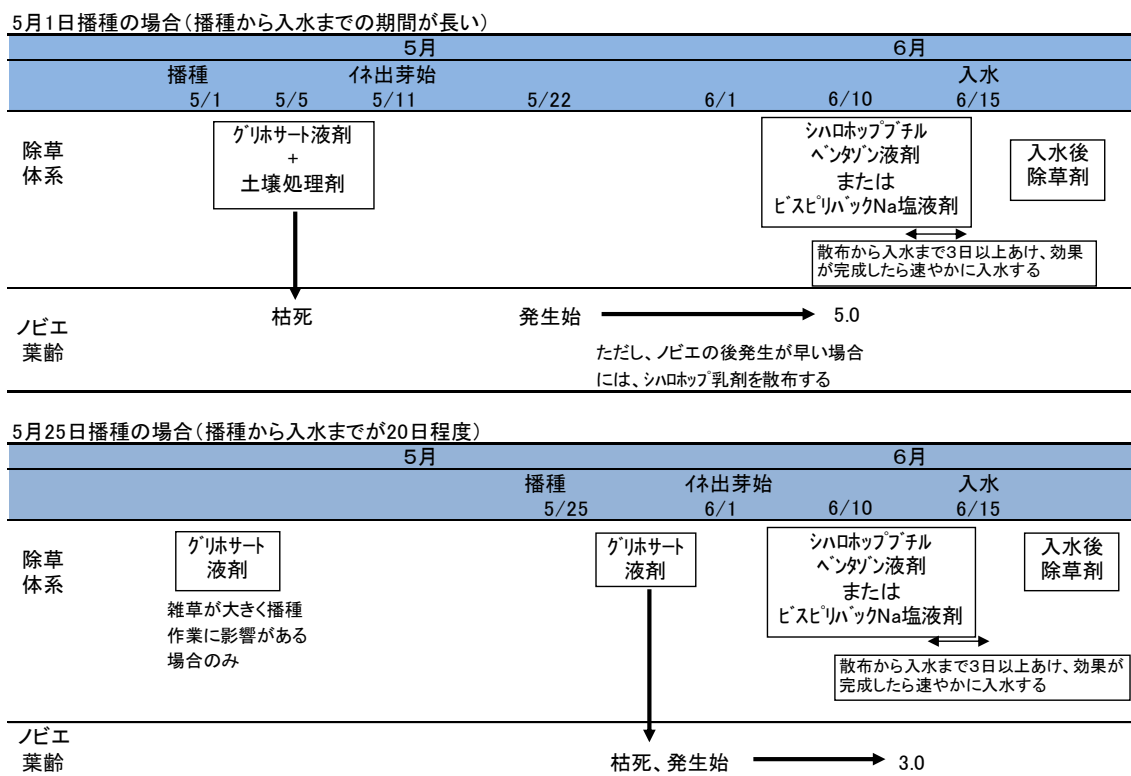 5月1日播種の場合（播種から入水までの期間が長い）
５月 ６月
播種 ｲﾈ出芽始 入水
5/1 5/5 5/11 5/22 6/1 6/10 6/15
除草
体系
ｸﾞﾘﾎｻｰﾄ液剤
+
土壌処理剤
ｼﾊﾛﾎｯﾌﾟﾌﾞﾁﾙ
ﾍﾞﾝﾀｿﾞﾝ液剤
または
ﾋﾞｽﾋﾟﾘﾊﾞｯｸNa塩液剤
入水後
除草剤
散布から入水まで３日以上あけ、効果
が完成したら速やかに入水する
ノビエ
葉齢
枯死 発生始 5.0
ただし、ノビエの後発生が早い場合
には、ｼﾊﾛﾎｯﾌﾟ乳剤を散布する
5月25日播種の場合（播種から入水までが20日程度）
５月 ６月
播種 ｲﾈ出芽始 入水
5/25 6/1 6/10 6/15
除草
体系
ｸﾞﾘﾎｻｰﾄ
液剤
雑草が大きく播種
作業に影響がある
場合のみ
ｸﾞﾘﾎｻｰﾄ
液剤
ｼﾊﾛﾎｯﾌﾟﾌﾞﾁﾙ
ﾍﾞﾝﾀｿﾞﾝ液剤
または
ﾋﾞｽﾋﾟﾘﾊﾞｯｸNa塩液剤
入水後
除草剤
散布から入水まで３日以上あけ、効果が
完成したら速やかに入水する
ノビエ
葉齢
枯死、発生始 3.0